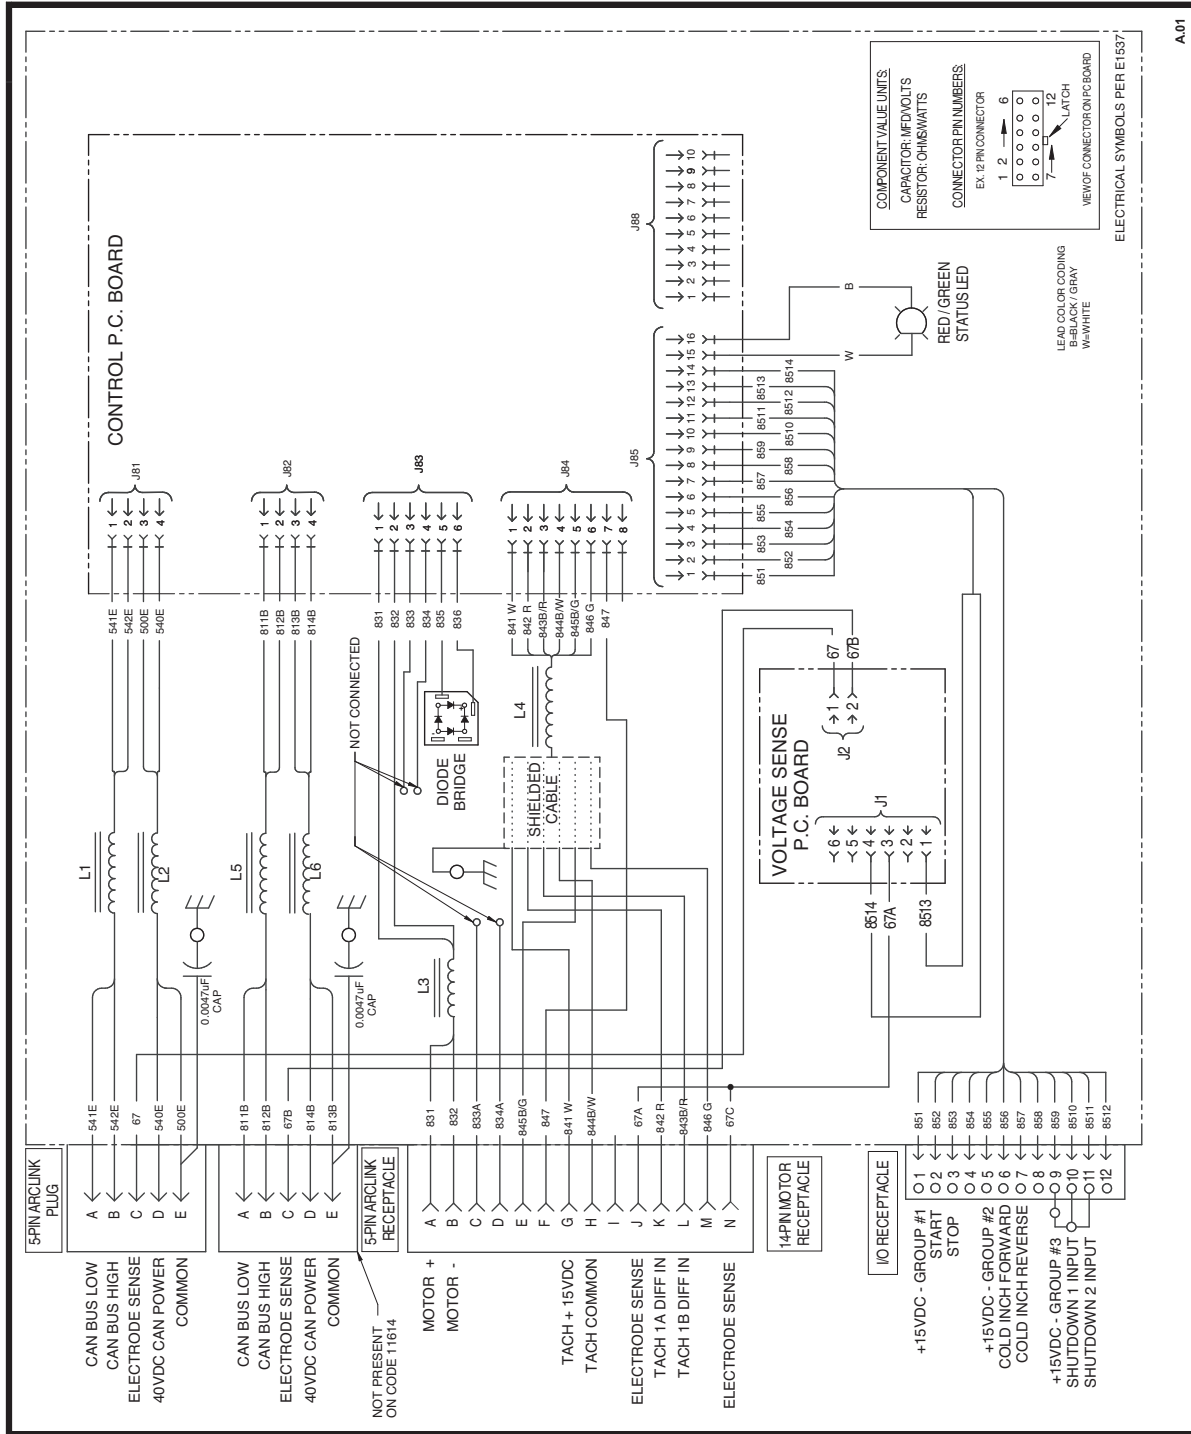 A.01
ELECTRICAL SYMBOLS PER E1537
COMPONENT VALUE UNITS:
CAPACITOR: MFD/VOLTS
RESISTOR: OHMS/WATTS
CONNECTOR PIN NUMBERS:
EX. 12 PIN CONNECTOR
1 2 6
7 12
LATCH
VIEW OF CONNECTOR ON PC BOARD
LEAD COLOR CODING
B=BLACK / GRAY
W=WHITE
CONTROL P.C. BOARD
J81
1
2
3
4
541E
542E
500E
540E
J82
1
2
3
4
811B
812B
813B
814B
J83
1
2
3
4
5
6
831
832
833
834
835
836
J84
1
2
3
4
5
6
7
8
841 W
842 R
843B/R
844B/W
845B/G
846 G
847
J85
1 2 3 4 5 6 7 8 9 10 11 12 13 14 15 16
851
852
853
854
855
856
857
858
859
8510
8511
8512
8513
8514
W
B
J88
1 2 3 4 5 6 7 8 9 10
RED / GREEN
STATUS LED
NOT CONNECTED
DIODE
BRIDGE
-
+
L1
L2
L5
L6
L3
L4
SHIELDED
CABLE
0.0047uF
CAP
0.0047uF
CAP
VOLTAGE SENSE
P.C. BOARD
J2
1
2
67
67B
J1
6
5
4
3
2
1
8514
67A
8513
5-PIN ARCLINK
PLUG
541E
542E
67
540E
500E
A
B
C
D
E
CAN BUS LOW
CAN BUS HIGH
ELECTRODE SENSE
40VDC CAN POWER
COMMON
5-PIN ARCLINK
RECEPTACLE
811B
812B
67B
814B
813B
A
B
C
D
E
CAN BUS LOW
CAN BUS HIGH
ELECTRODE SENSE
40VDC CAN POWER
COMMON
NOT PRESENT
ON CODE 11614
14-PIN MOTOR
RECEPTACLE
831
832
833A
834A
845B/G
847
841 W
844B/W
67A
842 R
843B/R
846 G
67C
A
B
C
D
E
F
G
H
I
J
K
L
M
N
MOTOR +
MOTOR -
TACH + 15VDC
TACH COMMON
ELECTRODE SENSE
TACH 1A DIFF IN
TACH 1B DIFF IN
ELECTRODE SENSE
I/O RECEPTACLE
851
852
853
854
855
856
857
858
859
8510
8511
8512
1
2
3
4
5
6
7
8
9
10
11
12
+15VDC - GROUP #1
START
STOP
+15VDC - GROUP #2
COLD INCH FORWARD
COLD INCH REVERSE
+15VDC - GROUP #3
SHUTDOWN 1 INPUT
SHUTDOWN 2 INPUT